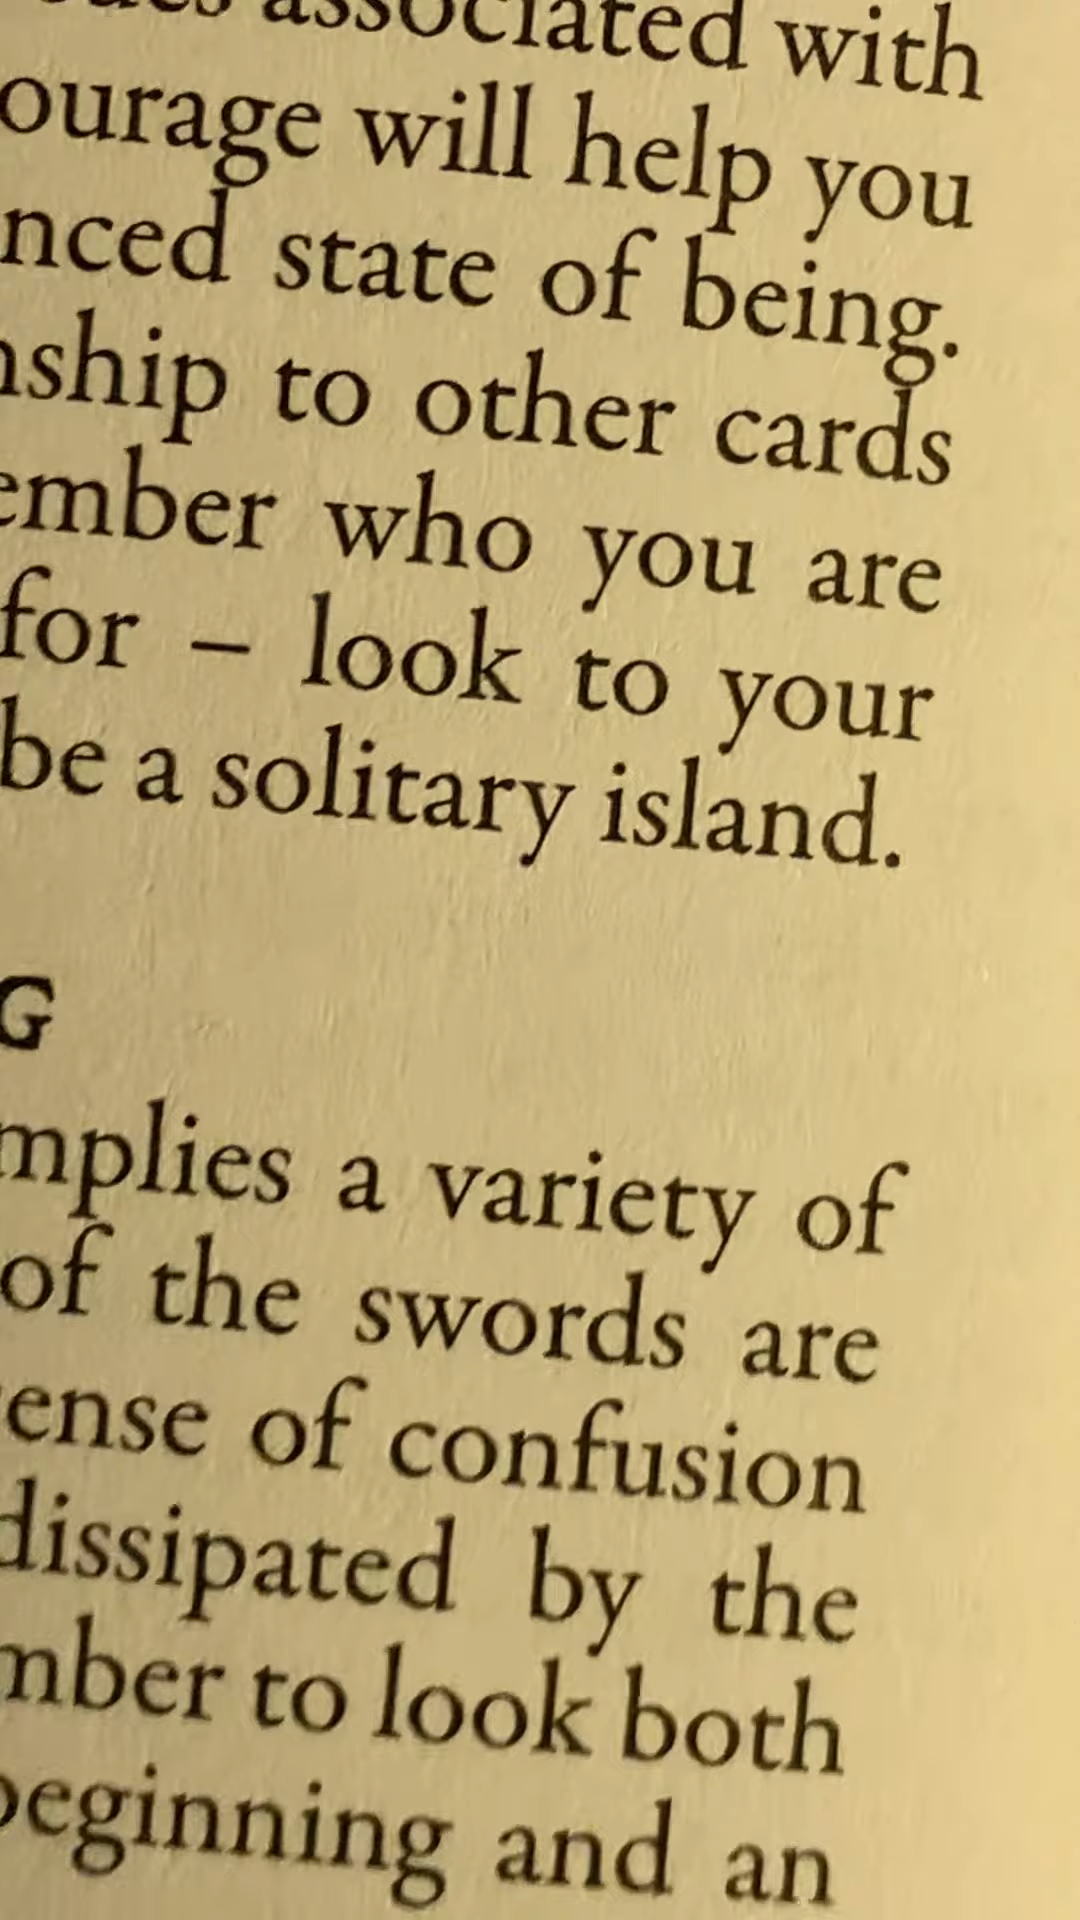 associated with
ourage will help you
nced state of being.
nship to other cards
ember who you are
for – look to your
be a solitary island.
G
mplies a variety of
of the swords are
ense of confusion
dissipated by the
mber to look both
beginning and an